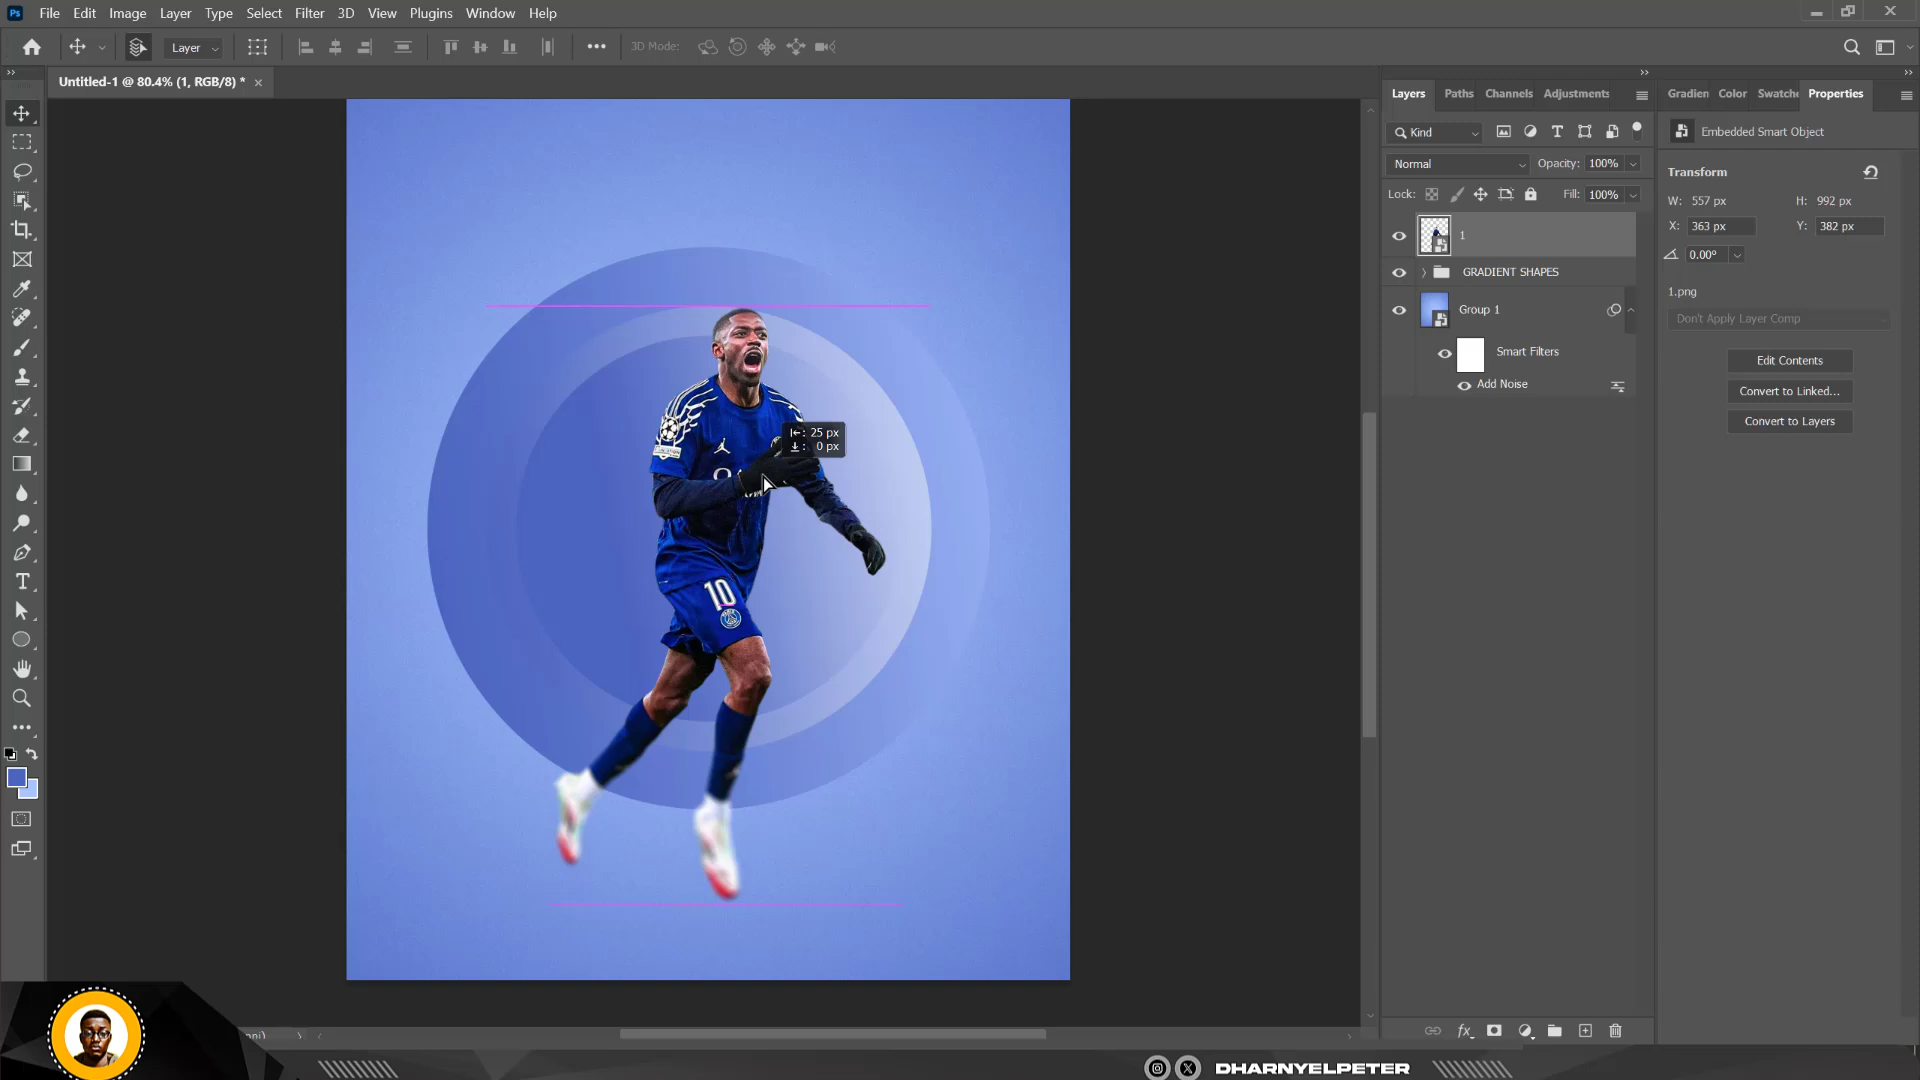 Ps File Edit Image Layer Type Select Filter 3D View Plugins Window Help
Layer 3D Mode:
Untitled-1 @ 80.4% (1, RGB/8) *
Layers Paths Channels Adjustments
Gradien Color Swatche Properties
Kind
Embedded Smart Object
Normal Opacity: 100%
Transform
Lock: Fill: 100%
W: 557 px H: 992 px
X: 363 px Y: 382 px
1
0.00°
GRADIENT SHAPES
1.png
Group 1
Don't Apply Layer Comp
Smart Filters
Edit Contents
Add Noise
Convert to Linked...
Convert to Layers
25 px
0 px
10
DHARNYELPETER